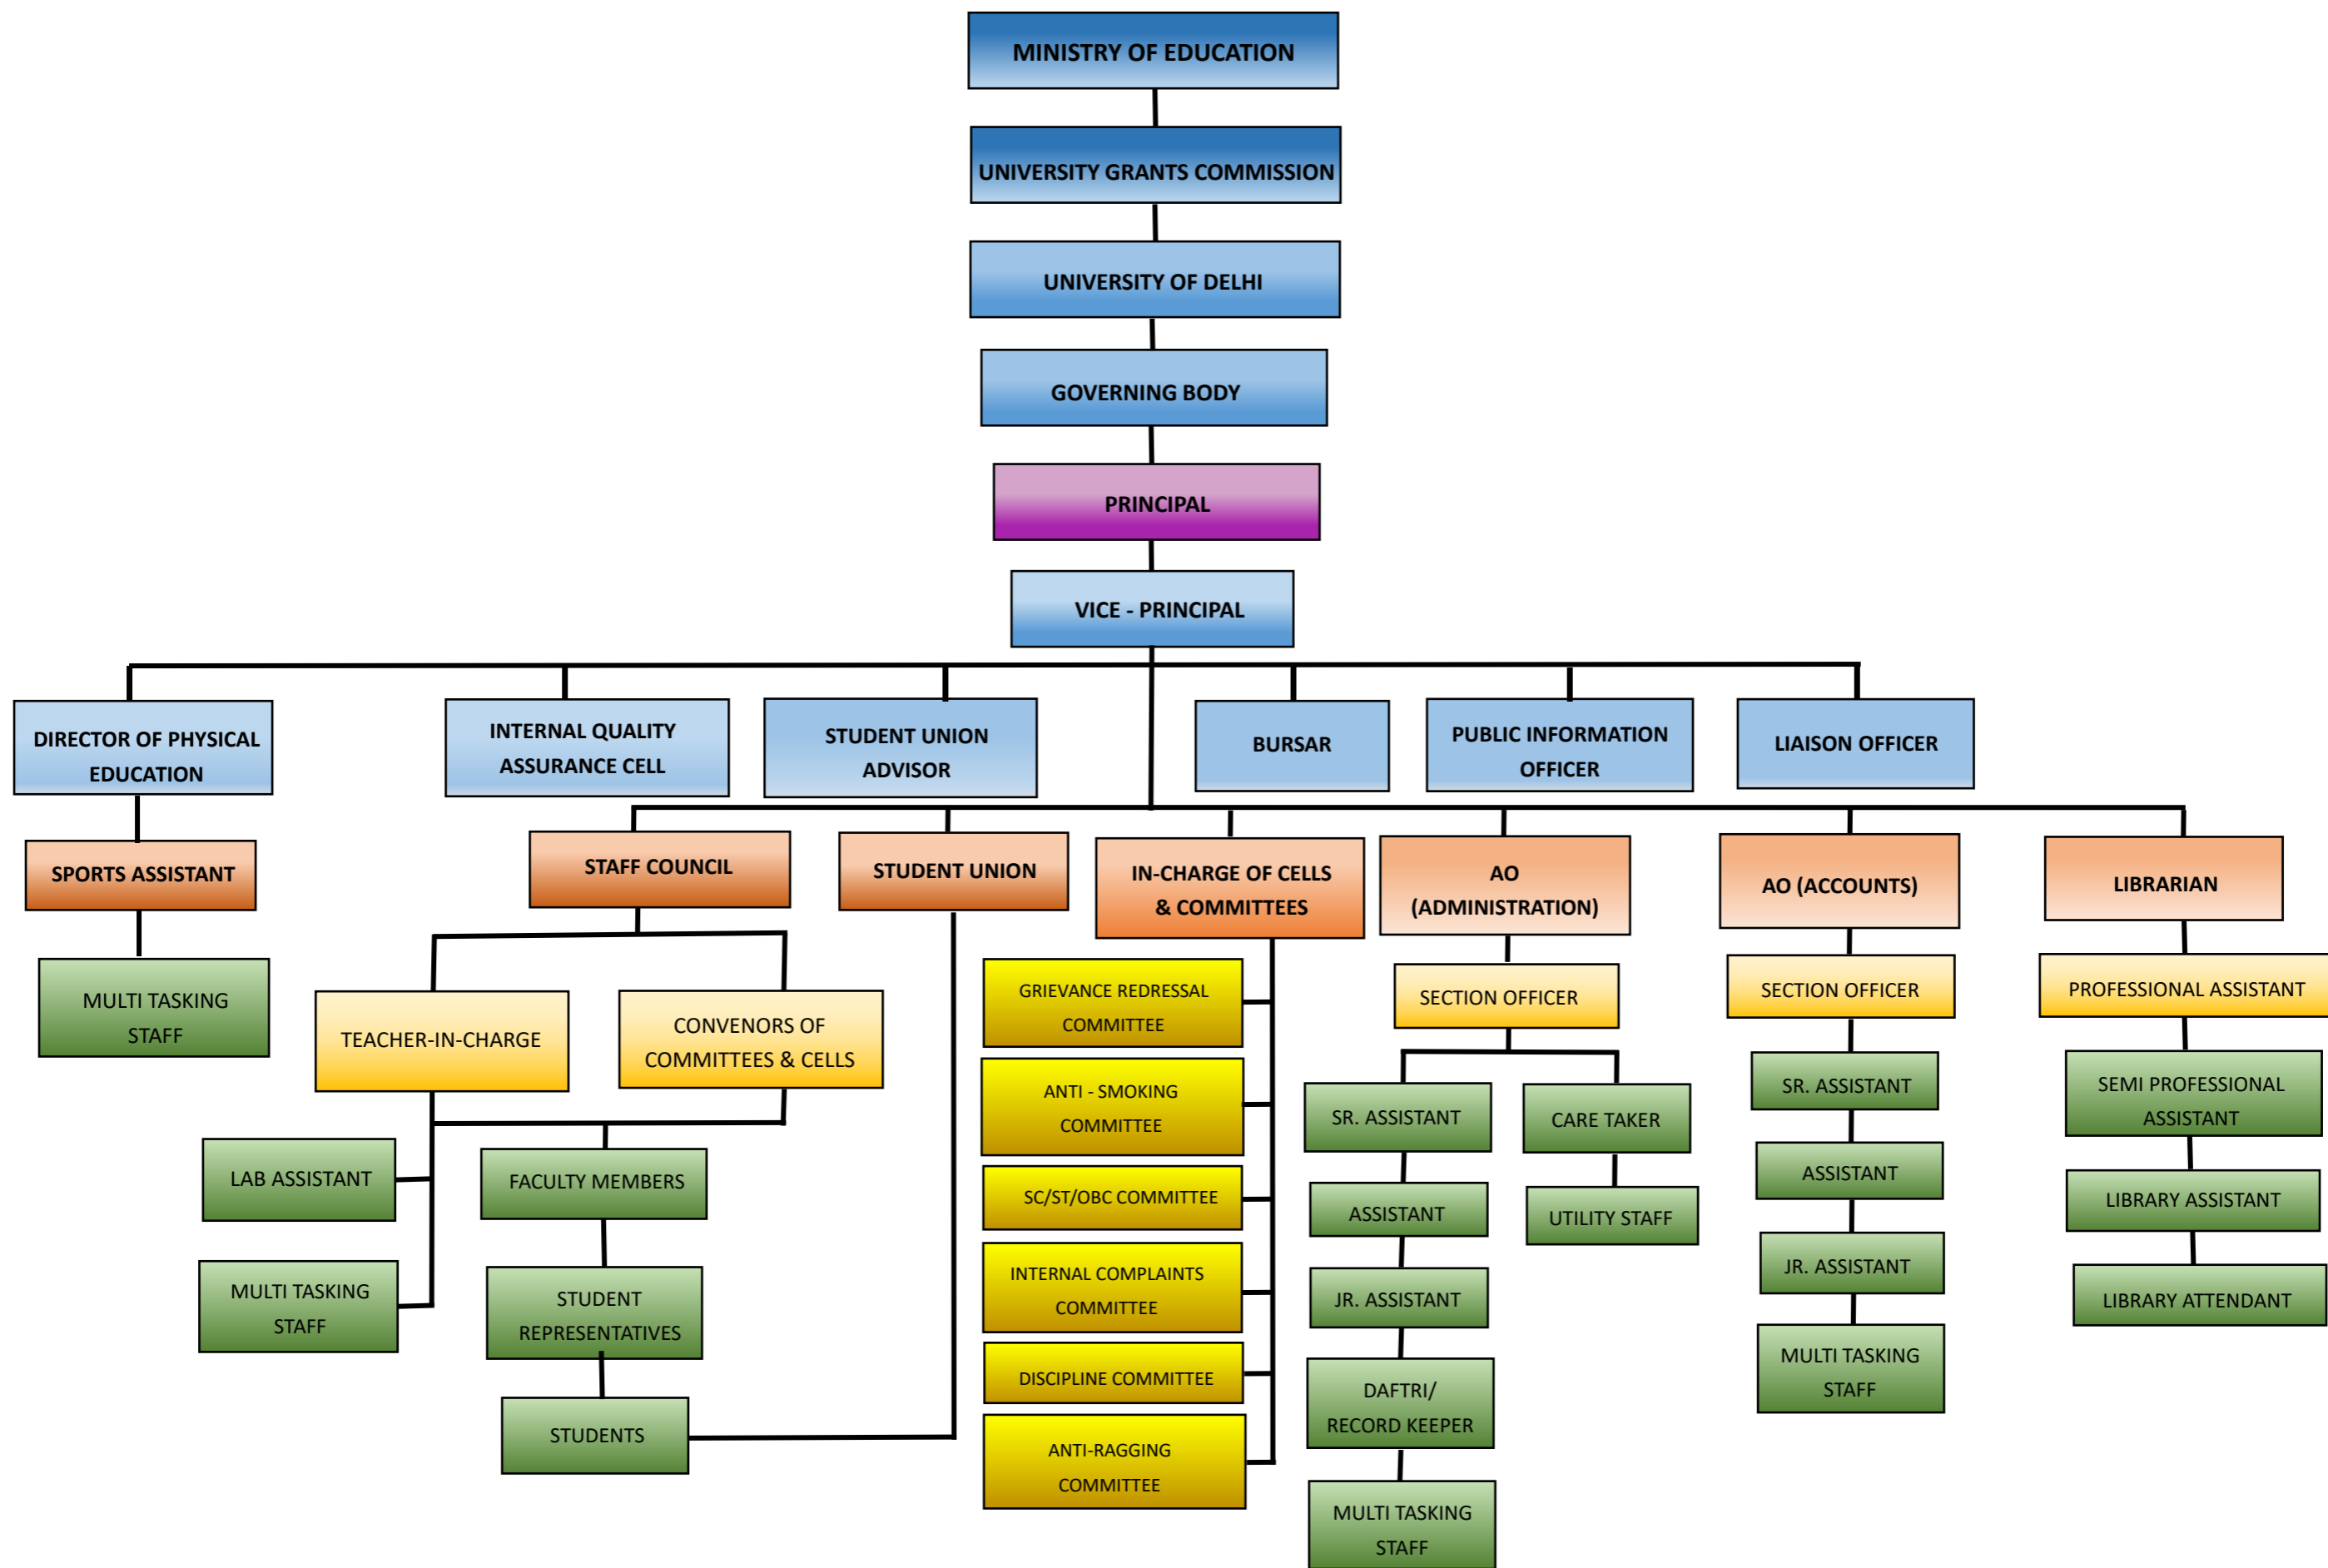 MINISTRY OF EDUCATION
UNIVERSITY GRANTS COMMISSION
UNIVERSITY OF DELHI
GOVERNING BODY
PRINCIPAL
VICE - PRINCIPAL
DIRECTOR OF PHYSICAL
EDUCATION
INTERNAL QUALITY
ASSURANCE CELL
STUDENT UNION
ADVISOR
BURSAR
PUBLIC INFORMATION
OFFICER
LIAISON OFFICER
SPORTS ASSISTANT
STAFF COUNCIL
STUDENT UNION
IN-CHARGE OF CELLS
& COMMITTEES
AO
(ADMINISTRATION)
AO (ACCOUNTS)
LIBRARIAN
MULTI TASKING
STAFF
TEACHER-IN-CHARGE
CONVENORS OF
COMMITTEES & CELLS
LAB ASSISTANT
MULTI TASKING
STAFF
FACULTY MEMBERS
STUDENT
REPRESENTATIVES
STUDENTS
GRIEVANCE REDRESSAL
COMMITTEE
ANTI - SMOKING
COMMITTEE
SC/ST/OBC COMMITTEE
INTERNAL COMPLAINTS
COMMITTEE
DISCIPLINE COMMITTEE
ANTI-RAGGING
COMMITTEE
SECTION OFFICER
SR. ASSISTANT
ASSISTANT
JR. ASSISTANT
DAFTRI/
RECORD KEEPER
MULTI TASKING
STAFF
CARE TAKER
UTILITY STAFF
SECTION OFFICER
SR. ASSISTANT
ASSISTANT
JR. ASSISTANT
MULTI TASKING
STAFF
PROFESSIONAL ASSISTANT
SEMI PROFESSIONAL
ASSISTANT
LIBRARY ASSISTANT
LIBRARY ATTENDANT